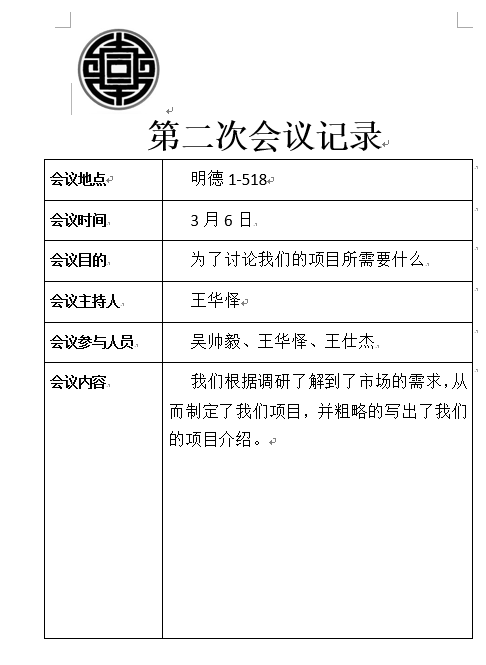 第二次会议记录
会议地点 明德 1-518
会议时间 3 月 6 日
会议目的 为了讨论我们的项目所需要什么
会议主持人 王华怿
会议参与人员 吴帅毅、王华怿、王仕杰
会议内容 我们根据调研了解到了市场的需求,从
而制定了我们项目，并粗略的写出了我们
的项目介绍。